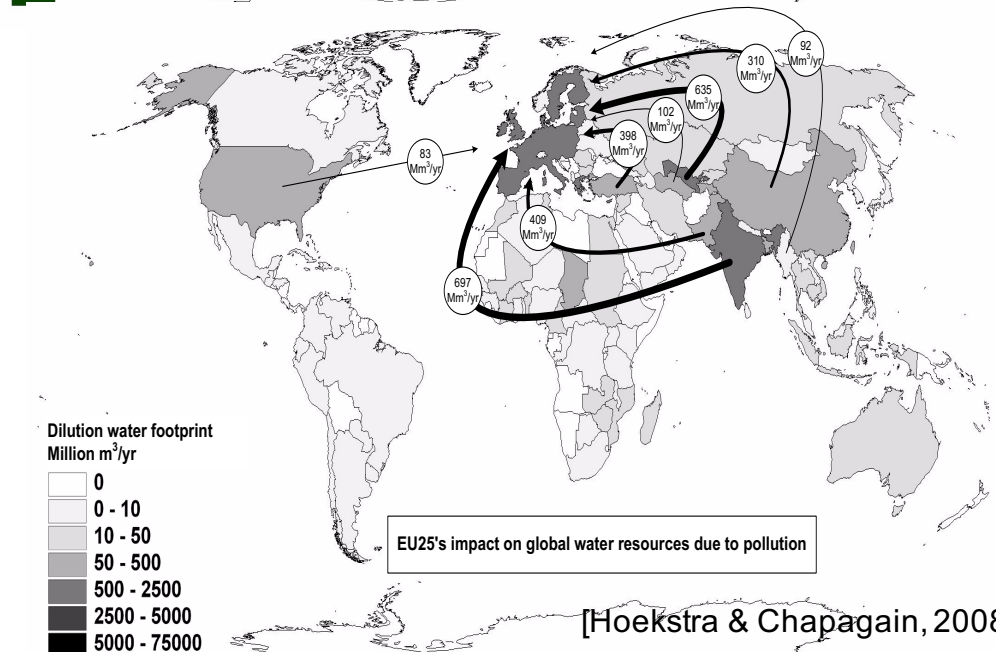 92
Mm³/yr
310
Mm³/yr
635
Mm³/yr
102
Mm³/yr
398
Mm³/yr
83
Mm³/yr
409
Mm³/yr
697
Mm³/yr
Dilution water footprint
Million m³/yr
0
0 - 10
10 - 50
50 - 500
500 - 2500
2500 - 5000
5000 - 75000
EU25's impact on global water resources due to pollution
[Hoekstra & Chapagain, 2008